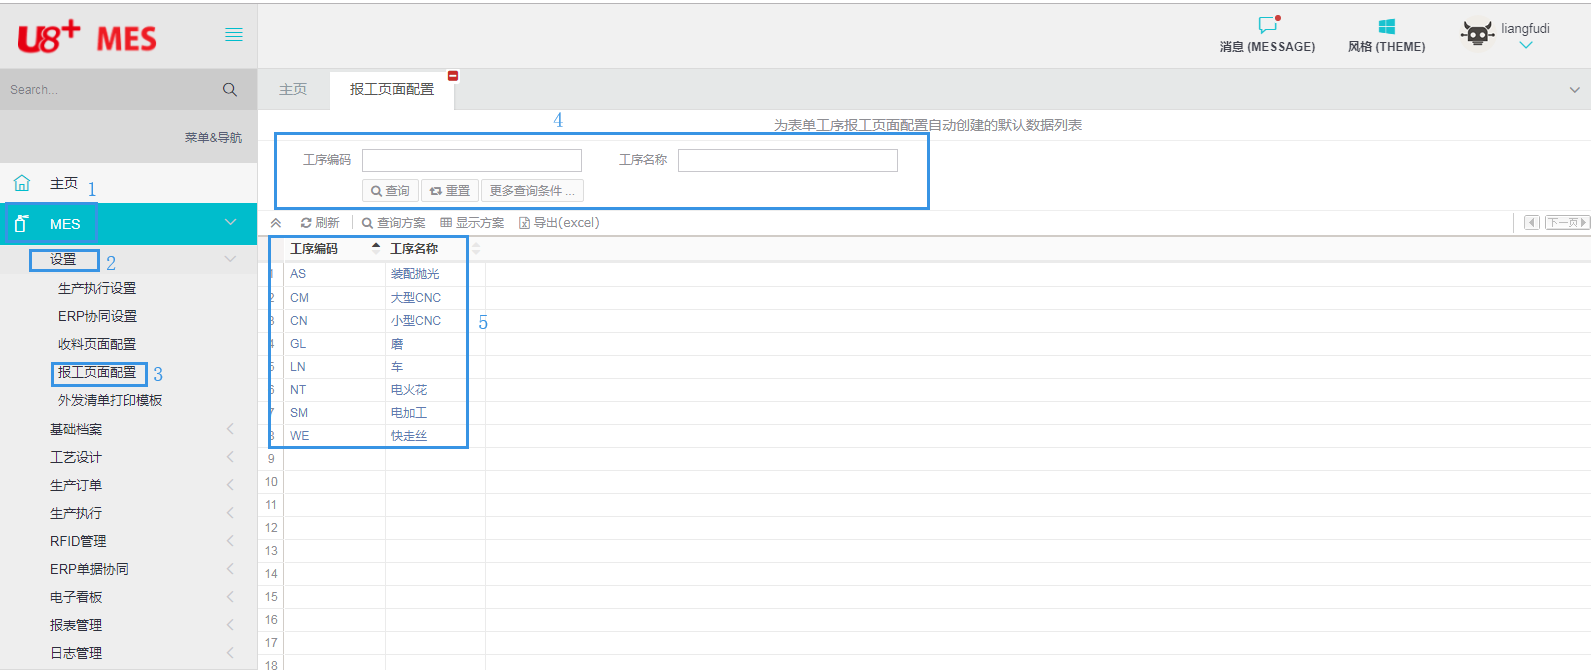 U8+ MES
消息 (MESSAGE)
风格 (THEME)
liangfudi
Search...
菜单&导航
主页 1
MES
设置 2
生产执行设置
ERP协同设置
收料页面配置
报工页面配置 3
外发清单打印模板
基础档案
工艺设计
生产订单
生产执行
RFID管理
ERP单据协同
电子看板
报表管理
日志管理
主页 报工页面配置
4
为表单工序报工页面配置自动创建的默认数据列表
工序编码 工序名称
查询 重置 更多查询条件 ...
刷新 查询方案 显示方案 导出(excel) 下一页
工序编码 工序名称
1 AS 装配抛光
2 CM 大型CNC
3 CN 小型CNC
5
4 GL 磨
5 LN 车
6 NT 电火花
7 SM 电加工
8 WE 快走丝
9
10
11
12
13
14
15
16
17
18